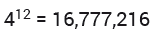 4¹² = 16,777,216